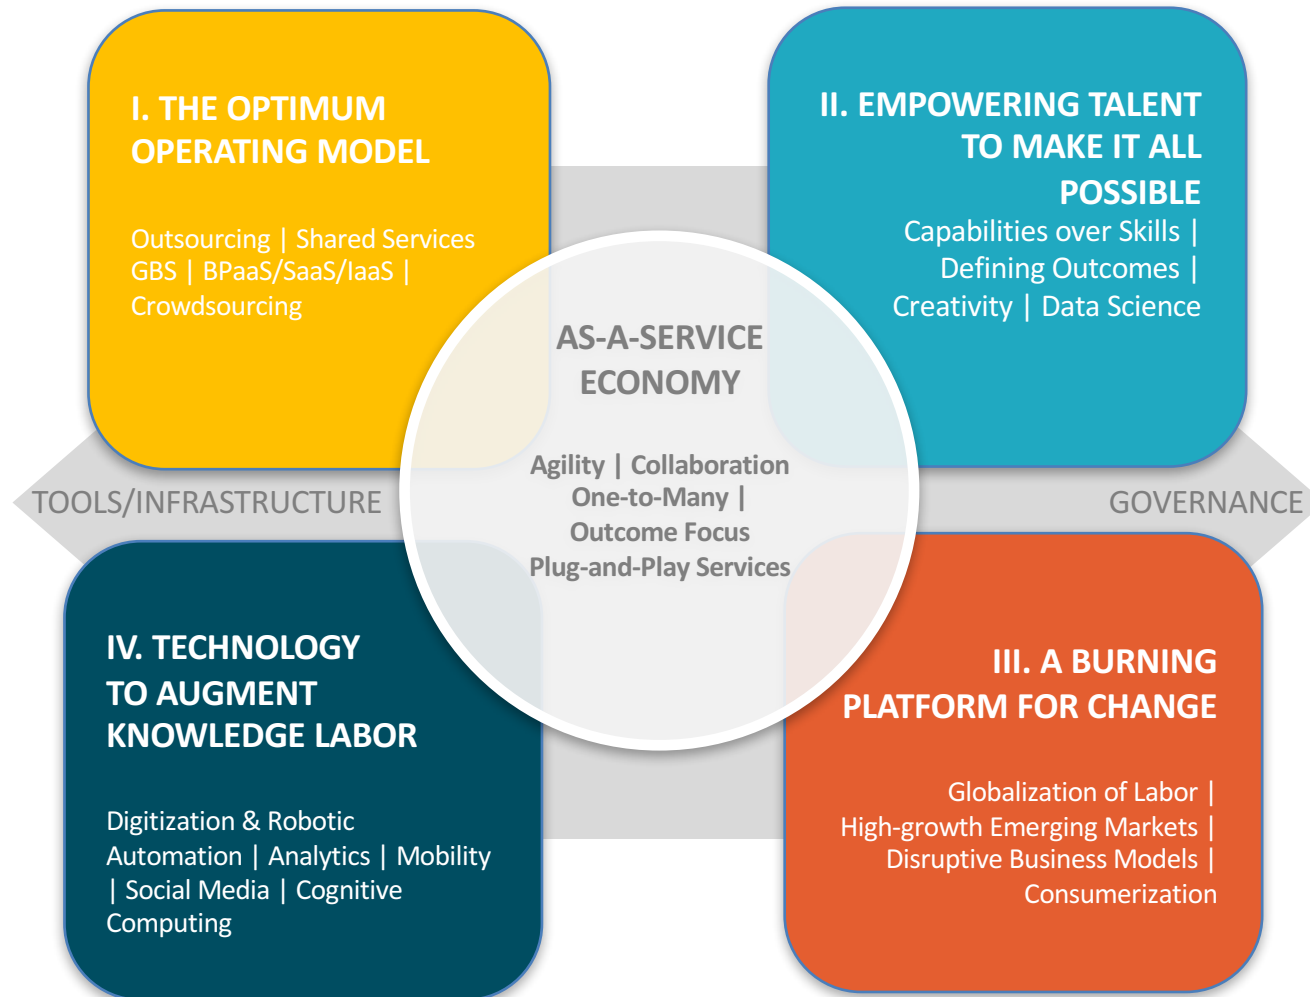 I. THE OPTIMUM
OPERATING MODEL
Outsourcing | Shared Services
GBS | BPaaS/SaaS/IaaS |
Crowdsourcing
II. EMPOWERING TALENT
TO MAKE IT ALL
POSSIBLE
Capabilities over Skills |
Defining Outcomes |
Creativity | Data Science
AS-A-SERVICE
ECONOMY
Agility | Collaboration
One-to-Many |
Outcome Focus
Plug-and-Play Services
TOOLS/INFRASTRUCTURE
GOVERNANCE
IV. TECHNOLOGY
TO AUGMENT
KNOWLEDGE LABOR
Digitization & Robotic
Automation | Analytics | Mobility
| Social Media | Cognitive
Computing
III. A BURNING
PLATFORM FOR CHANGE
Globalization of Labor |
High-growth Emerging Markets |
Disruptive Business Models |
Consumerization